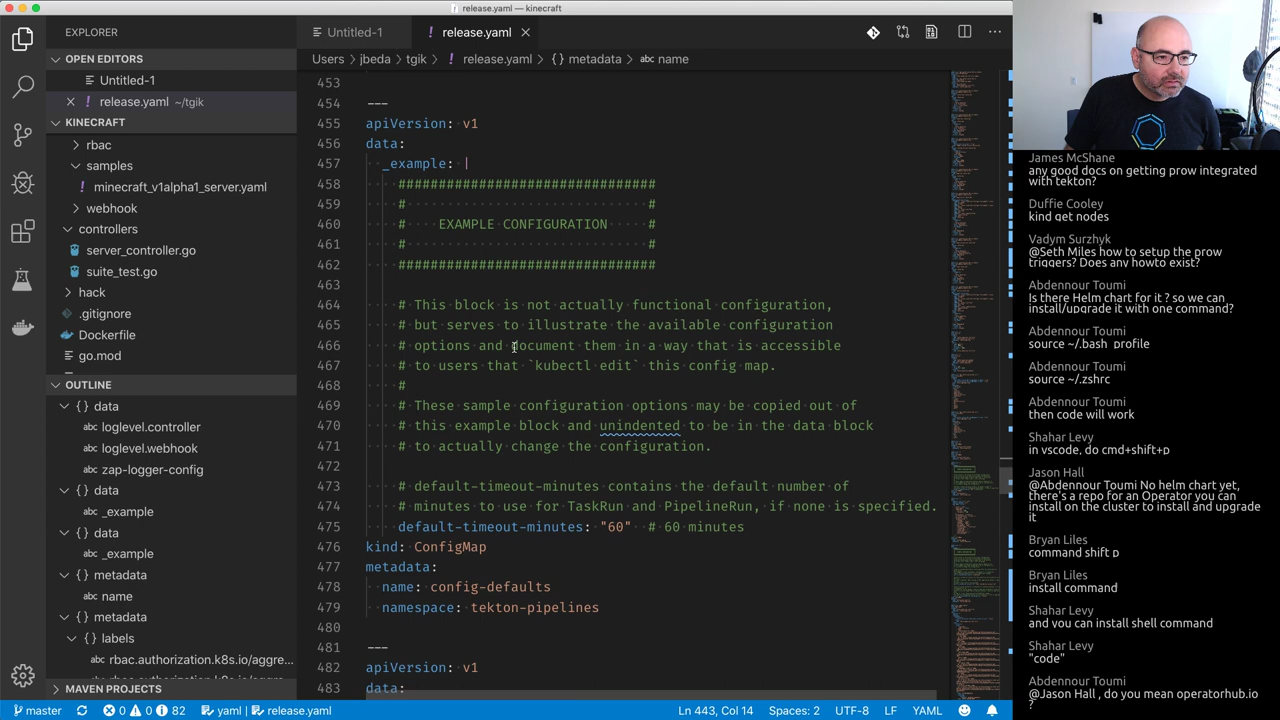 release.yaml — kinecraft
EXPLORER
OPEN EDITORS
Untitled-1
release.yaml ~/tgik
KINECRAFT
samples
minecraft_v1alpha1_server.y...
controllers
server_controller.go
suite_test.go
.gitignore
Dockerfile
go.mod
OUTLINE
data
loglevel.controller
loglevel.webhook
zap-logger-config
data
_example
data
_example
name
labels
rbac.authorization.k8s.io/aggre...
Untitled-1
release.yaml
Users > jbeda > tgik > ! release.yaml > {} metadata > abc name
453
454 ---
455 apiVersion: v1
456 data:
457 _example: |
458 ################################
459 # #
460 # EXAMPLE CONFIGURATION #
461 # #
462 ################################
463
464 # This block is not actually functional configuration,
465 # but serves to illustrate the available configuration
466 # options and document them in a way that is accessible
467 # to users that `kubectl edit` this config map.
468 #
469 # These sample configuration options may be copied out of
470 # this example block and unindented to be in the data block
471 # to actually change the configuration.
472
473 # default-timeout-minutes contains the default number of
474 # minutes to use for TaskRun and PipelineRun, if none is specified.
475 default-timeout-minutes: "60" # 60 minutes
476 kind: ConfigMap
477 metadata:
478 name: config-defaults
479 namespace: tekton-pipelines
480
481 ---
482 apiVersion: v1
483 data:
master
0
82
yaml
release.yaml
Ln 443, Col 14
Spaces: 2
UTF-8
LF
YAML
James McShane
and good docs on getting prow integrated
with tekton?
Duffie Cooley
kind get nodes
Vadym Surzhyk
@Seth Miles how to setup the prow
triggers? Does any howto exist?
Abdennour Toumi
Is there Helm chart or so so we can
install/upgrade it with one command?
Abdennour Toumi
source ~/.bash_profile
Abdennour Toumi
source ~/.zshrc
Abdennour Toumi
then code will work
Shahar Levy
in vscode, do cmd+shift+p
Jason Hall
@Abdennour Toumi no helm chart yet,
there's a repo for an Operator you can
install on the cluster to install and upgrade
it
Bryan Liles
command shift p
Bryan Liles
install command
Shahar Levy
and you can install shell command
Shahar Levy
"code"
Abdennour Toumi
@Jason Hall , do you mean operatorhub.io
?